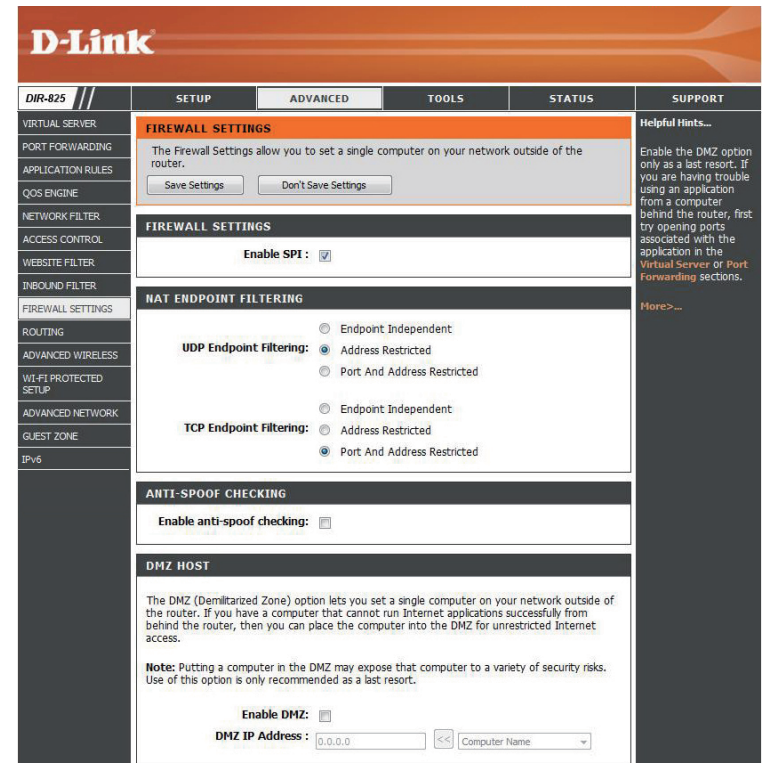 D-Link
DIR-825
SETUP
ADVANCED
TOOLS
STATUS
SUPPORT
VIRTUAL SERVER
PORT FORWARDING
APPLICATION RULES
QOS ENGINE
NETWORK FILTER
ACCESS CONTROL
WEBSITE FILTER
INBOUND FILTER
FIREWALL SETTINGS
ROUTING
ADVANCED WIRELESS
WI-FI PROTECTED
SETUP
ADVANCED NETWORK
GUEST ZONE
IPv6
FIREWALL SETTINGS
The Firewall Settings allow you to set a single computer on your network outside of the
router.
Save Settings
Don't Save Settings
FIREWALL SETTINGS
Enable SPI :
NAT ENDPOINT FILTERING
UDP Endpoint Filtering:
Endpoint Independent
Address Restricted
Port And Address Restricted
TCP Endpoint Filtering:
Endpoint Independent
Address Restricted
Port And Address Restricted
ANTI-SPOOF CHECKING
Enable anti-spoof checking:
DMZ HOST
The DMZ (Demilitarized Zone) option lets you set a single computer on your network outside of
the router. If you have a computer that cannot run Internet applications successfully from
behind the router, then you can place the computer into the DMZ for unrestricted Internet
access.
Note: Putting a computer in the DMZ may expose that computer to a variety of security risks.
Use of this option is only recommended as a last resort.
Enable DMZ:
DMZ IP Address :
0.0.0.0
<<
Computer Name
Helpful Hints...
Enable the DMZ option
only as a last resort. If
you are having trouble
using an application
from a computer
behind the router, first
try opening ports
associated with the
application in the
Virtual Server or Port
Forwarding sections.
More>...